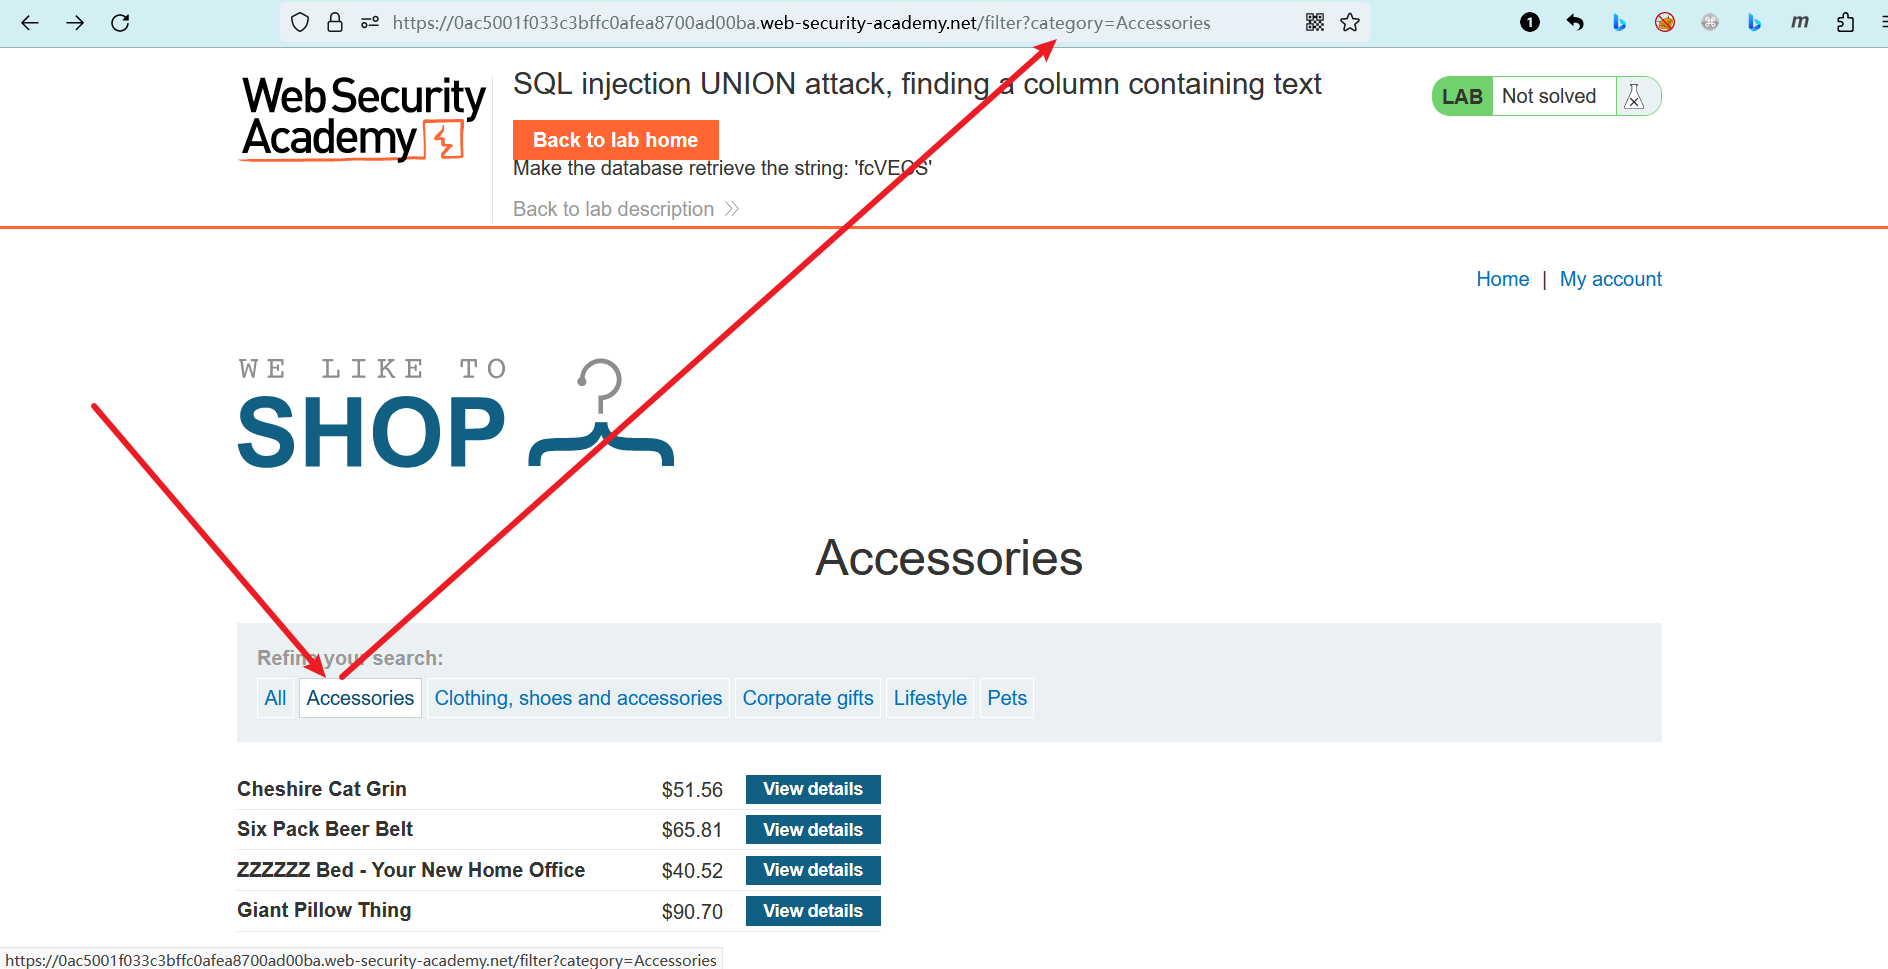 https://0ac5001f033c3bffc0afea8700ad00ba.web-security-academy.net/filter?category=Accessories
1
m
WebSecurity
Academy
SQL injection UNION attack, finding a column containing text
LAB Not solved
Back to lab home
Make the database retrieve the string: 'fcVECS'
Back to lab description
Home | My account
WE LIKE TO
SHOP
Accessories
Refine your search:
All Accessories Clothing, shoes and accessories Corporate gifts Lifestyle Pets
Cheshire Cat Grin $51.56 View details
Six Pack Beer Belt $65.81 View details
ZZZZZZ Bed - Your New Home Office $40.52 View details
Giant Pillow Thing $90.70 View details
https://0ac5001f033c3bffc0afea8700ad00ba.web-security-academy.net/filter?category=Accessories